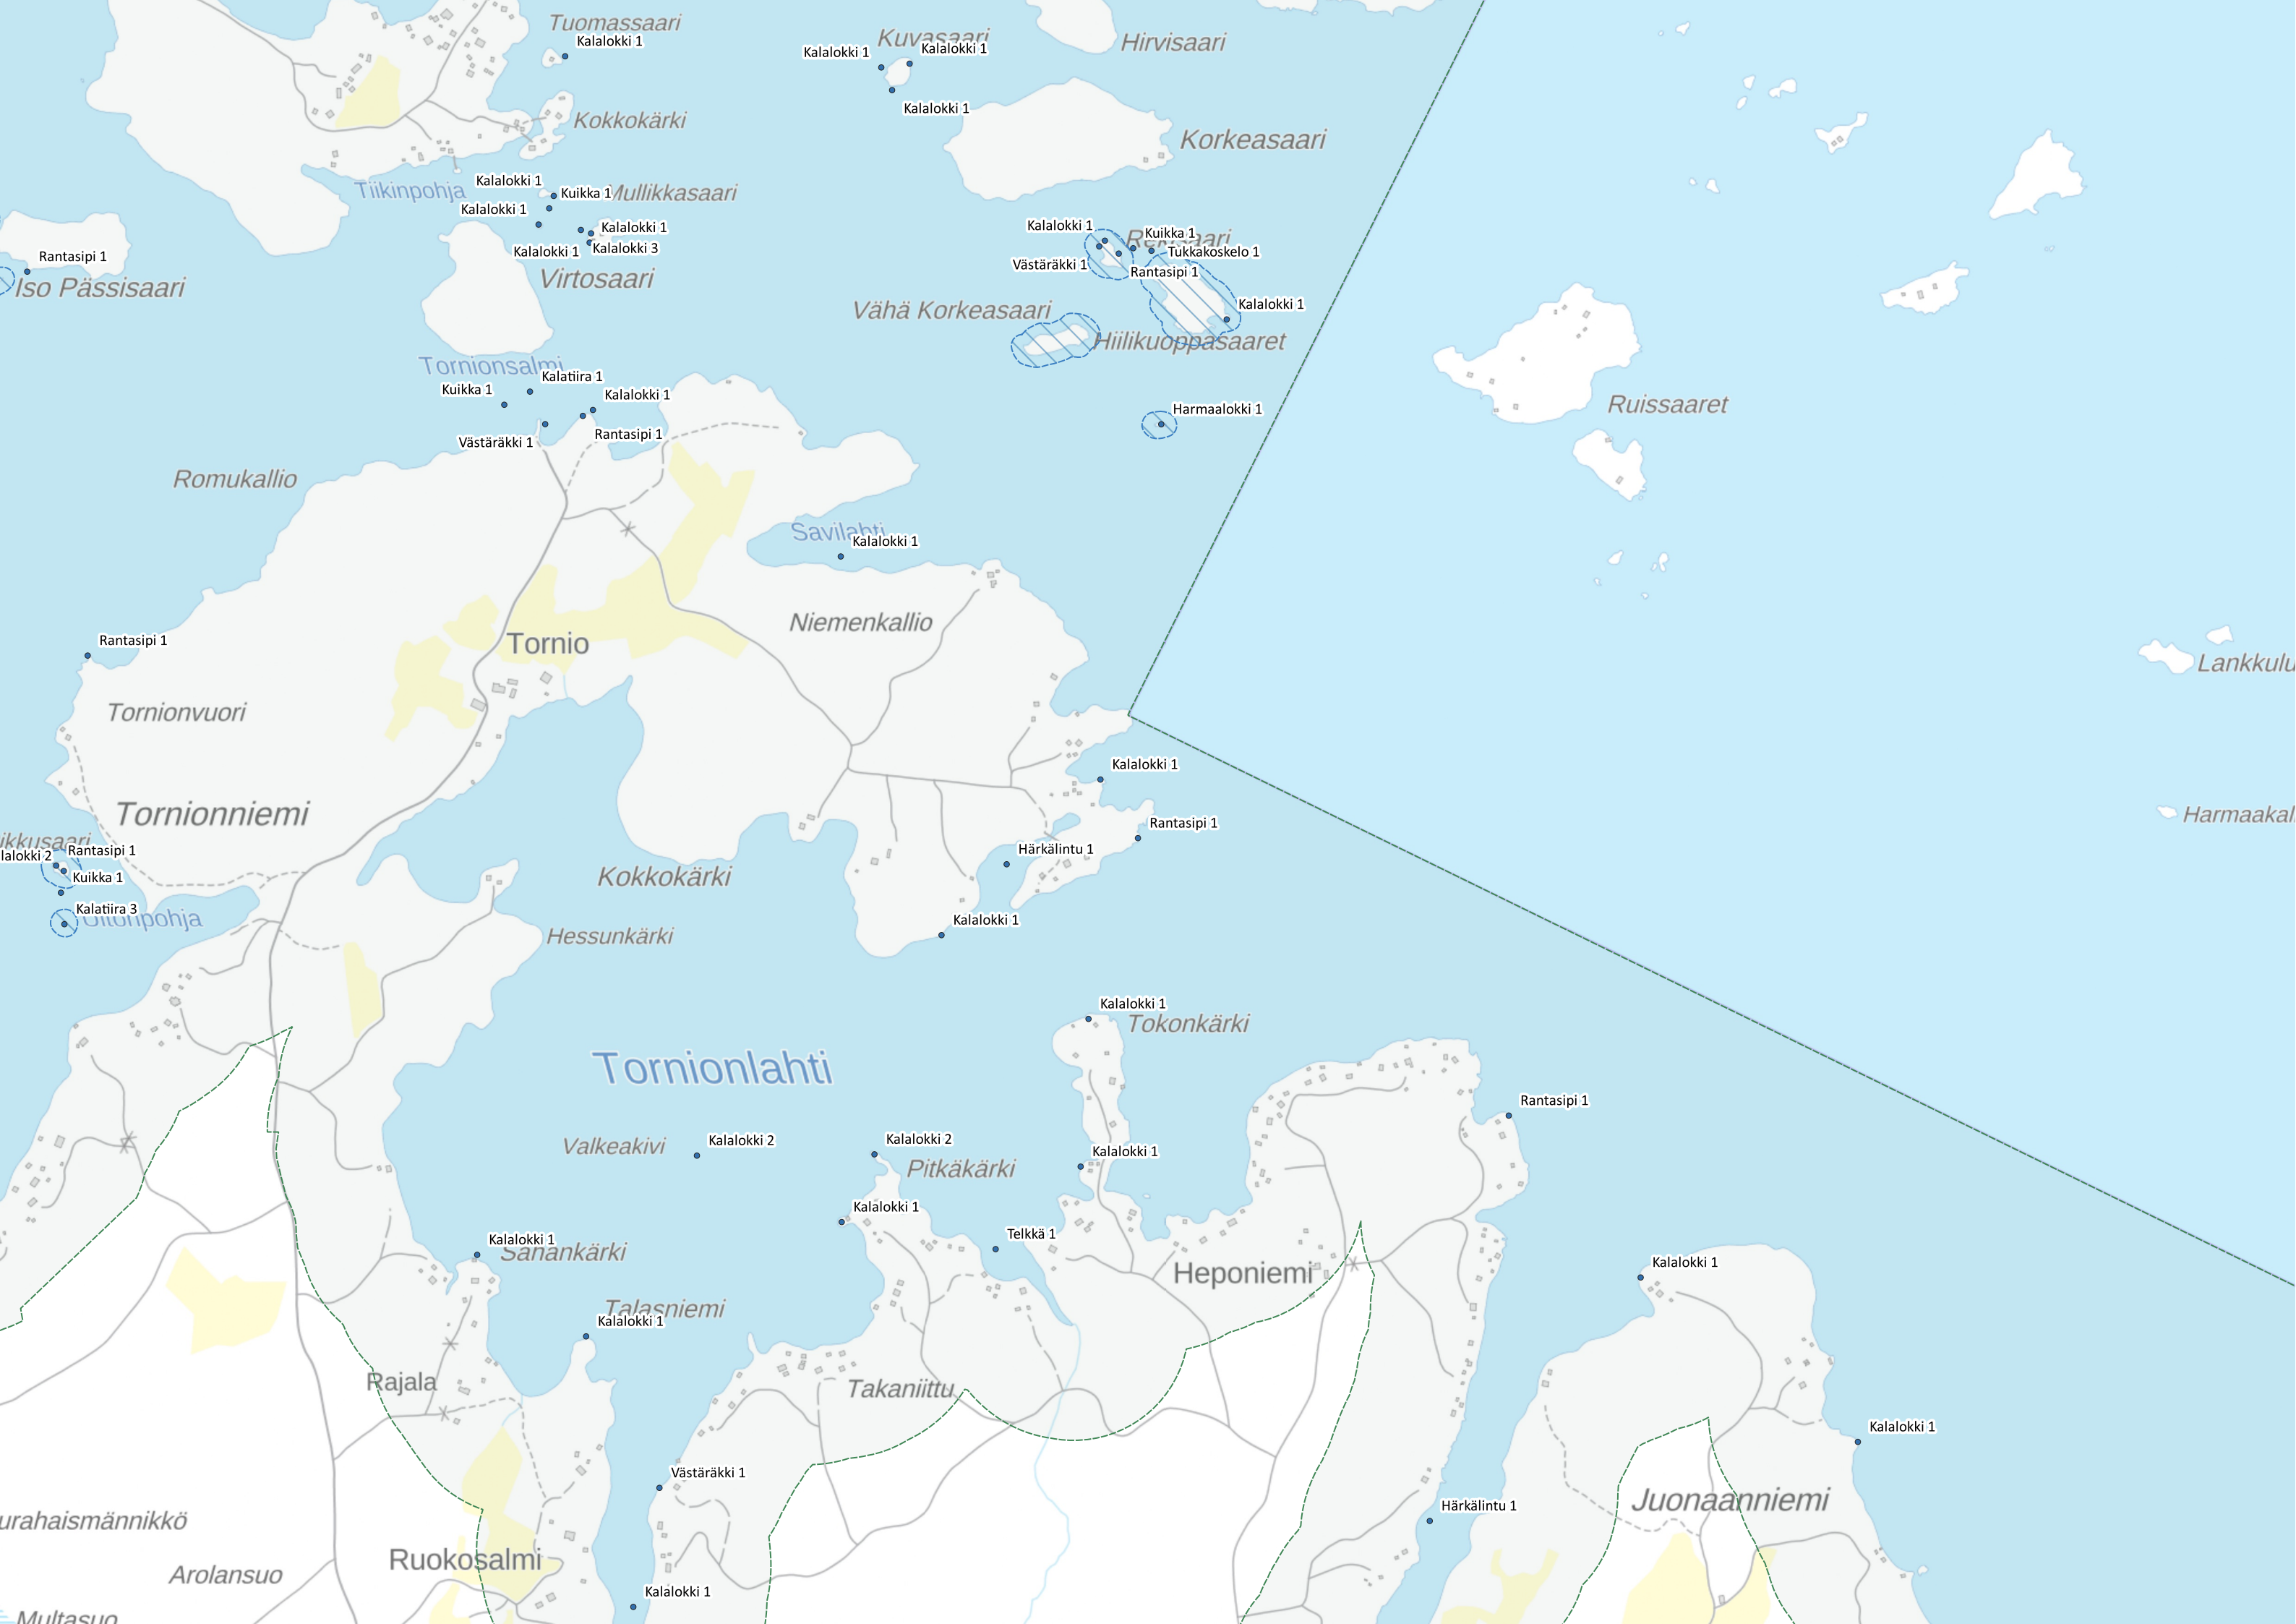 Tuomassaari
Kalalokki 1
Kuvasaari
Kalalokki 1
Kalalokki 1
Hirvisaari
Kalalokki 1
Kokkokärki
Korkeasaari
Tiikinpohja
Kalalokki 1
Kuikka 1
Mullikkasaari
Kalalokki 1
Kalalokki 1
Kalalokki 1
Kalalokki 3
Kalalokki 1
Kuikka 1
Tukkakoskelo 1
Västäräkki 1
Rantasipi 1
Rantasipi 1
Iso Pässisaari
Virtosaari
Vähä Korkeasaari
Kalalokki 1
Hiilikuoppasaaret
Tornionsalmi
Kalatiira 1
Kuikka 1
Kalalokki 1
Västäräkki 1
Rantasipi 1
Harmaalokki 1
Ruissaaret
Romukallio
Savilahti
Kalalokki 1
Niemenkallio
Rantasipi 1
Tornio
Lankkulu
Tornionvuori
Kalalokki 1
Tornionniemi
Harmaakal
Rantasipi 1
ikkusaari
lalokki 2
Rantasipi 1
Härkälintu 1
Kuikka 1
Kokkokärki
Kalatiira 3
Kalalokki 1
Hessunkärki
Kalalokki 1
Tokonkärki
Tornionlahti
Rantasipi 1
Valkeakivi
Kalalokki 2
Kalalokki 2
Pitkäkärki
Kalalokki 1
Kalalokki 1
Telkkä 1
Kalalokki 1
Sanankärki
Heponiemi
Kalalokki 1
Talasniemi
Kalalokki 1
Rajala
Takaniittu
Kalalokki 1
Västäräkki 1
Juonaanniemi
Härkälintu 1
urahaismännikkö
Ruokosalmi
Arolansuo
Kalalokki 1
Multasuo